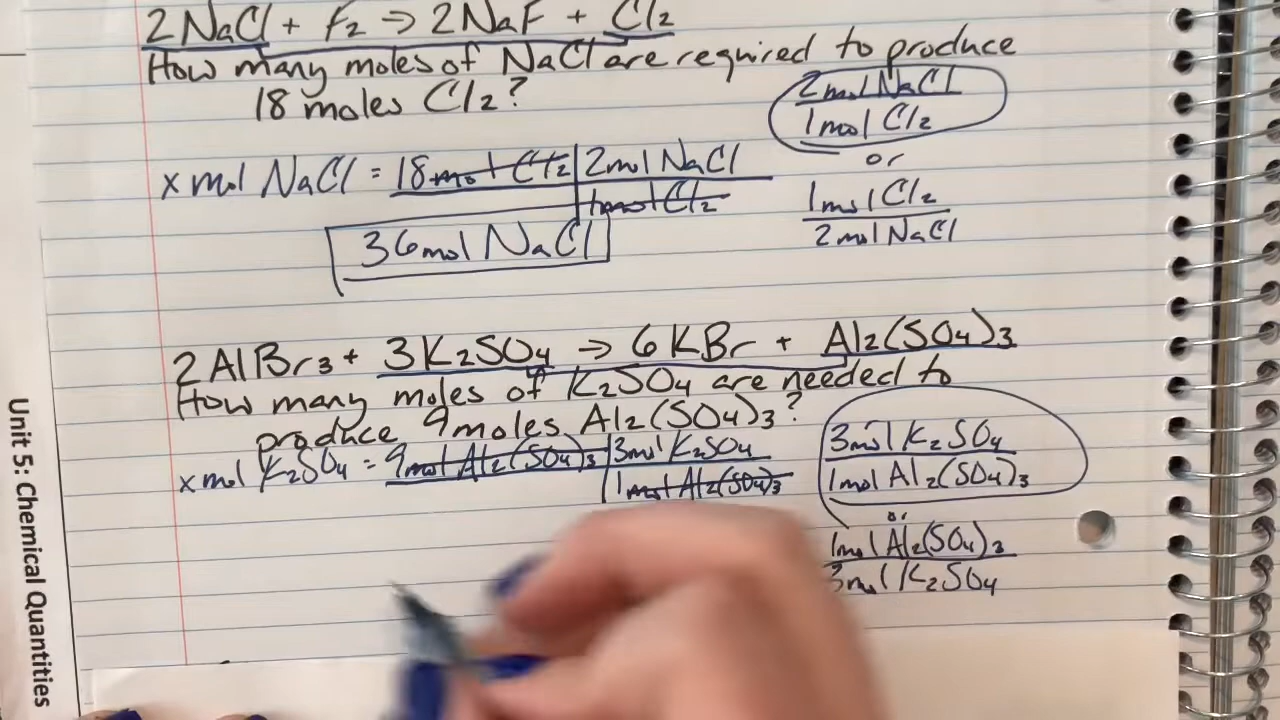 2NaCl + F2 → 2NaF + Cl2
How many moles of NaCl are required to produce
18 moles Cl2?
2mol NaCl
1mol Cl2
or
1mol Cl2
2mol NaCl
x mol NaCl = 18 mol Cl2 | 2mol NaCl
1mol Cl2
36mol NaCl
2AlBr3 + 3K2SO4 → 6KBr + Al2(SO4)3
How many moles of K2SO4 are needed to
produce 9moles Al2(SO4)3?
x mol K2SO4 = 9mol Al2(SO4)3 | 3mol K2SO4
1mol Al2(SO4)3
3mol K2SO4
1mol Al2(SO4)3
or
1mol Al2(SO4)3
3mol K2SO4
Unit 5: Chemical Quantities